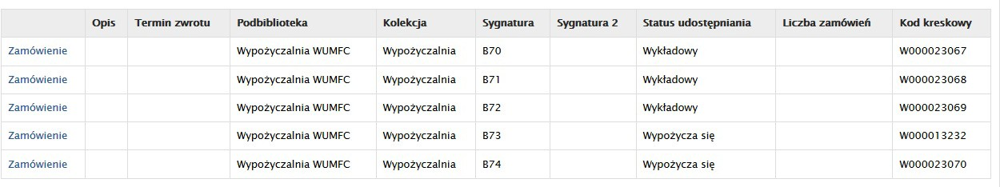 Opis Termin zwrotu Podbiblioteka Kolekcja Sygnatura Sygnatura 2 Status udostępniania Liczba zamówień Kod kreskowy
Zamówienie Wypożyczalnia WUMFC Wypożyczalnia B70 Wykładowy W000023067
Zamówienie Wypożyczalnia WUMFC Wypożyczalnia B71 Wykładowy W000023068
Zamówienie Wypożyczalnia WUMFC Wypożyczalnia B72 Wykładowy W000023069
Zamówienie Wypożyczalnia WUMFC Wypożyczalnia B73 Wypożycza się W000013232
Zamówienie Wypożyczalnia WUMFC Wypożyczalnia B74 Wypożycza się W000023070